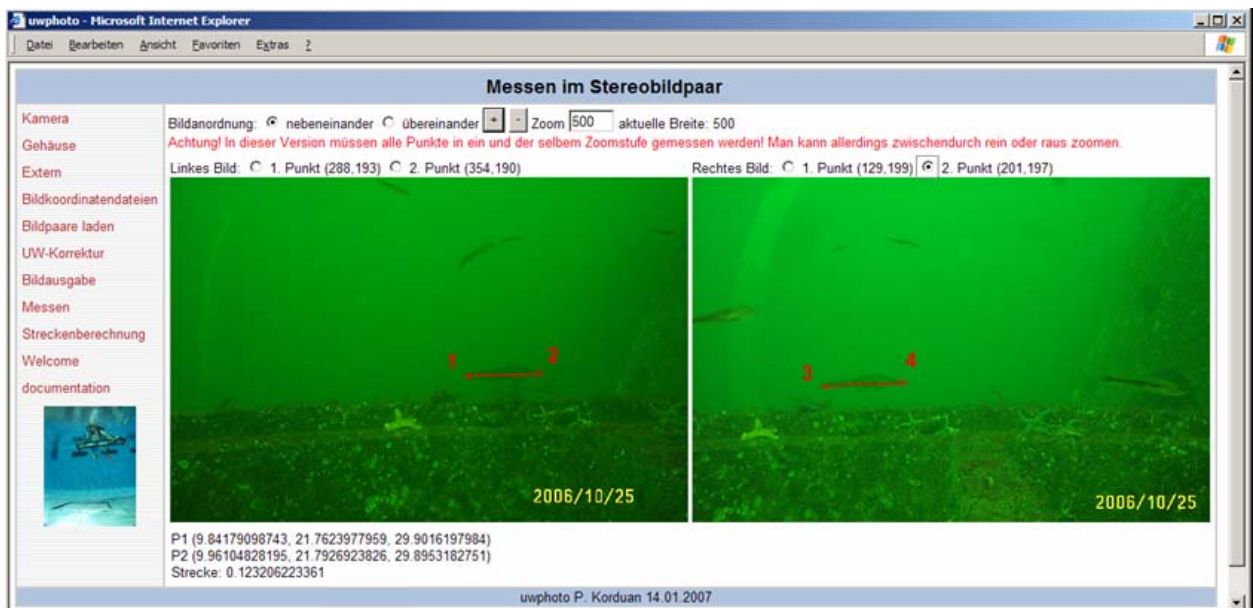 uwphoto - Microsoft Internet Explorer
Datei Bearbeiten Ansicht Favoriten Extras ?
Messen im Stereobildpaar
Kamera
Gehäuse
Extern
Bildkoordinatendateien
Bildpaare laden
UW-Korrektur
Bildausgabe
Messen
Streckenberechnung
Welcome
documentation
Bildanordnung: nebeneinander übereinander + - Zoom 500 aktuelle Breite: 500
Achtung! In dieser Version müssen alle Punkte in ein und der selbem Zoomstufe gemessen werden! Man kann allerdings zwischendurch rein oder raus zoomen.
Linkes Bild: 1. Punkt (288,193) 2. Punkt (354,190)
1 2
2006/10/25
Rechtes Bild: 1. Punkt (129,199) 2. Punkt (201,197)
3 4
2006/10/25
P1 (9.84179098743, 21.7623977959, 29.9016197984)
P2 (9.96104828195, 21.7926923826, 29.8953182751)
Strecke: 0.123206223361
uwphoto P. Korduan 14.01.2007